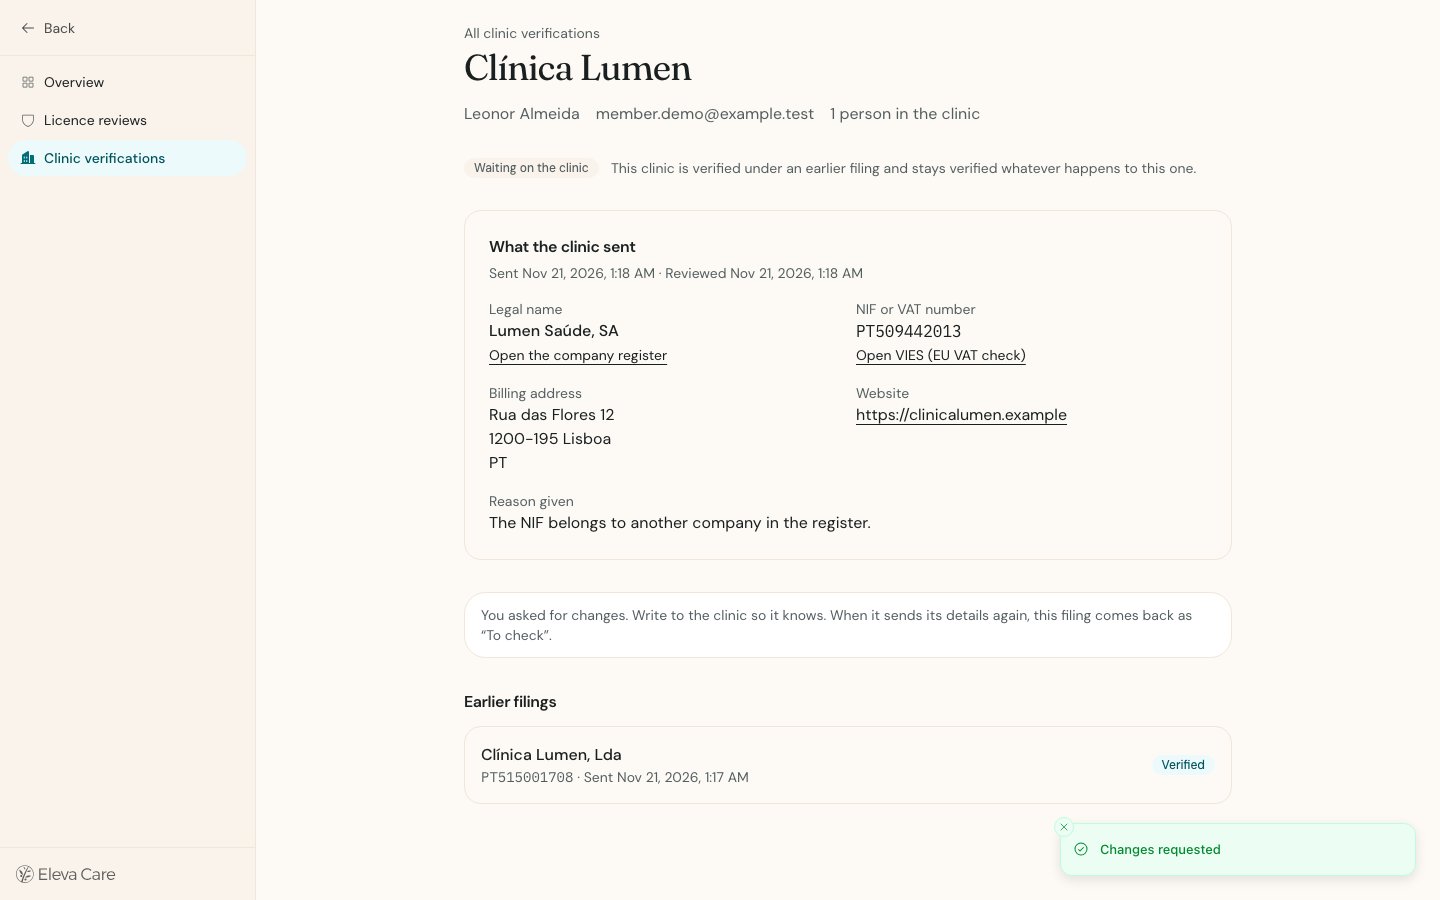 Back
Overview
Licence reviews
Clinic verifications
Eleva Care
All clinic verifications
Clínica Lumen
Leonor Almeida member.demo@example.test 1 person in the clinic
Waiting on the clinic This clinic is verified under an earlier filing and stays verified whatever happens to this one.
What the clinic sent
Sent Nov 21, 2026, 1:18 AM · Reviewed Nov 21, 2026, 1:18 AM
Legal name
Lumen Saúde, SA
Open the company register
NIF or VAT number
PT509442013
Open VIES (EU VAT check)
Billing address
Rua das Flores 12
1200-195 Lisboa
PT
Website
https://clinicalumen.example
Reason given
The NIF belongs to another company in the register.
You asked for changes. Write to the clinic so it knows. When it sends its details again, this filing comes back as
“To check”.
Earlier filings
Clínica Lumen, Lda
PT515001708 · Sent Nov 21, 2026, 1:17 AM
Verified
Changes requested